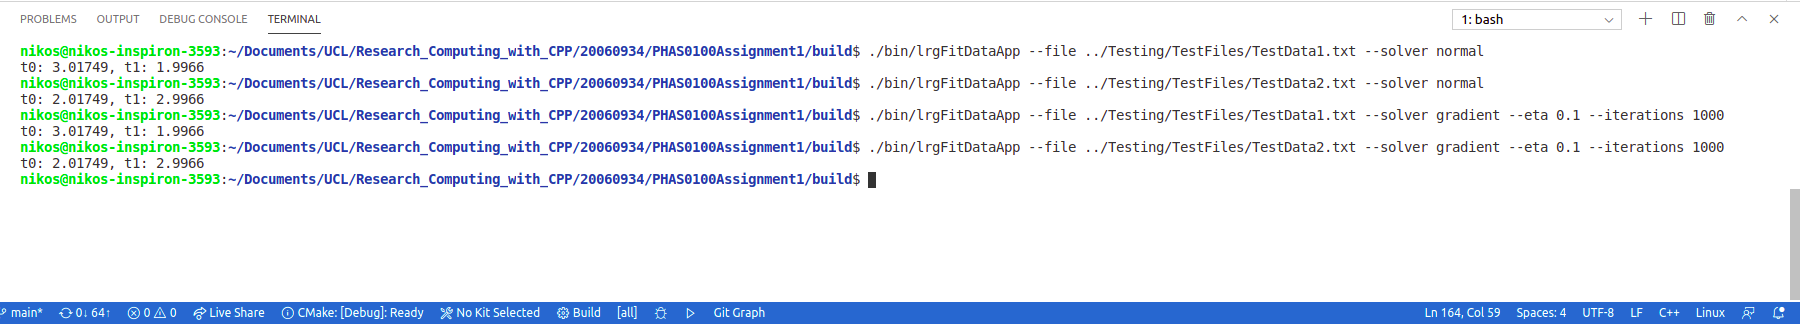 PROBLEMS OUTPUT DEBUG CONSOLE TERMINAL 1: bash
nikos@nikos-inspiron-3593:~/Documents/UCL/Research_Computing_with_CPP/20060934/PHAS0100Assignment1/build$ ./bin/lrgFitDataApp --file ../Testing/TestFiles/TestData1.txt --solver normal
t0: 3.01749, t1: 1.9966
nikos@nikos-inspiron-3593:~/Documents/UCL/Research_Computing_with_CPP/20060934/PHAS0100Assignment1/build$ ./bin/lrgFitDataApp --file ../Testing/TestFiles/TestData2.txt --solver normal
t0: 2.01749, t1: 2.9966
nikos@nikos-inspiron-3593:~/Documents/UCL/Research_Computing_with_CPP/20060934/PHAS0100Assignment1/build$ ./bin/lrgFitDataApp --file ../Testing/TestFiles/TestData1.txt --solver gradient --eta 0.1 --iterations 1000
t0: 3.01749, t1: 1.9966
nikos@nikos-inspiron-3593:~/Documents/UCL/Research_Computing_with_CPP/20060934/PHAS0100Assignment1/build$ ./bin/lrgFitDataApp --file ../Testing/TestFiles/TestData2.txt --solver gradient --eta 0.1 --iterations 1000
t0: 2.01749, t1: 2.9966
nikos@nikos-inspiron-3593:~/Documents/UCL/Research_Computing_with_CPP/20060934/PHAS0100Assignment1/build$
main* 0↓ 64↑ 0 0 Live Share CMake: [Debug]: Ready No Kit Selected Build [all] Git Graph Ln 164, Col 59 Spaces: 4 UTF-8 LF C++ Linux